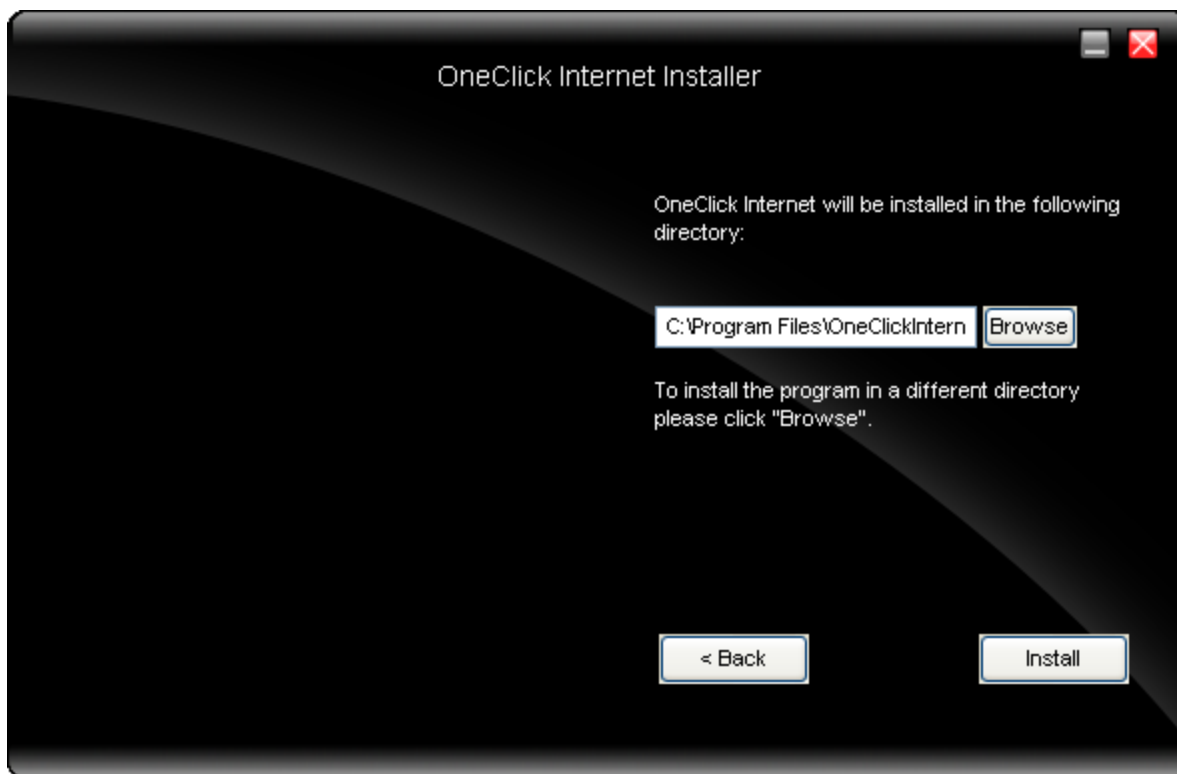 OneClick Internet Installer
OneClick Internet will be installed in the following
directory:
C:\Program Files\OneClickIntern
Browse
To install the program in a different directory
please click "Browse".
< Back
Install